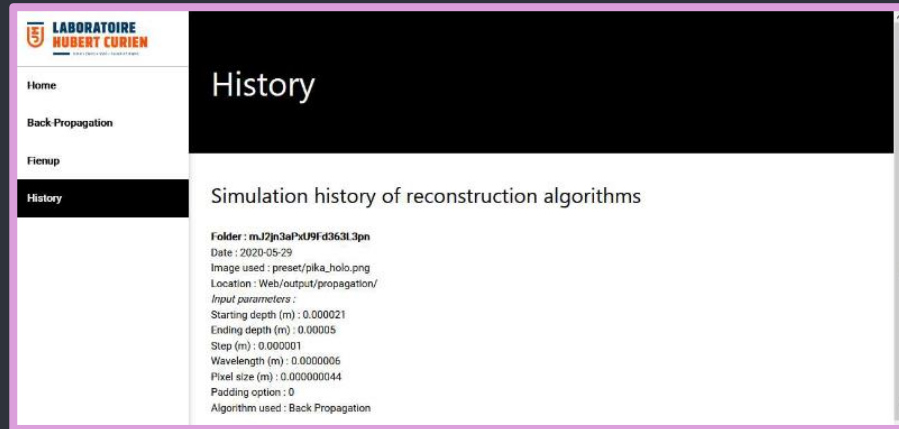 LABORATOIRE
HUBERT CURIEN
Home
Back-Propagation
Fienup
History
History
Simulation history of reconstruction algorithms
Folder : mJ2jn3aPxU9Fd363L3pn
Date : 2020-05-29
Image used : preset/pika_holo.png
Location : Web/output/propagation/
Input parameters :
Starting depth (m) : 0.000021
Ending depth (m) : 0.00005
Step (m) : 0.000001
Wavelength (m) : 0.0000006
Pixel size (m) : 0.000000044
Padding option : 0
Algorithm used : Back Propagation